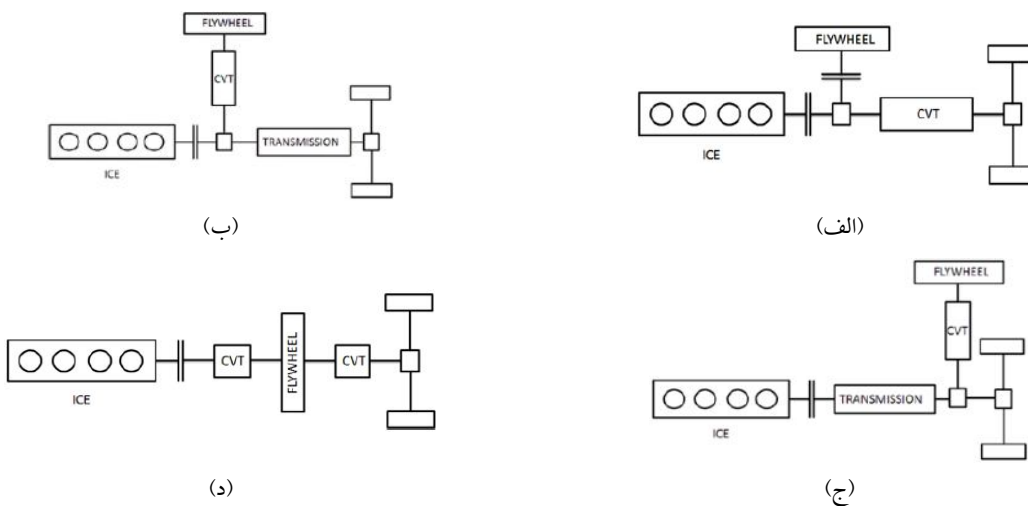 FLYWHEEL
CVT
TRANSMISSION
ICE
(ب)
FLYWHEEL
CVT
ICE
(الف)
CVT
FLYWHEEL
CVT
ICE
(د)
FLYWHEEL
CVT
TRANSMISSION
ICE
(ج)